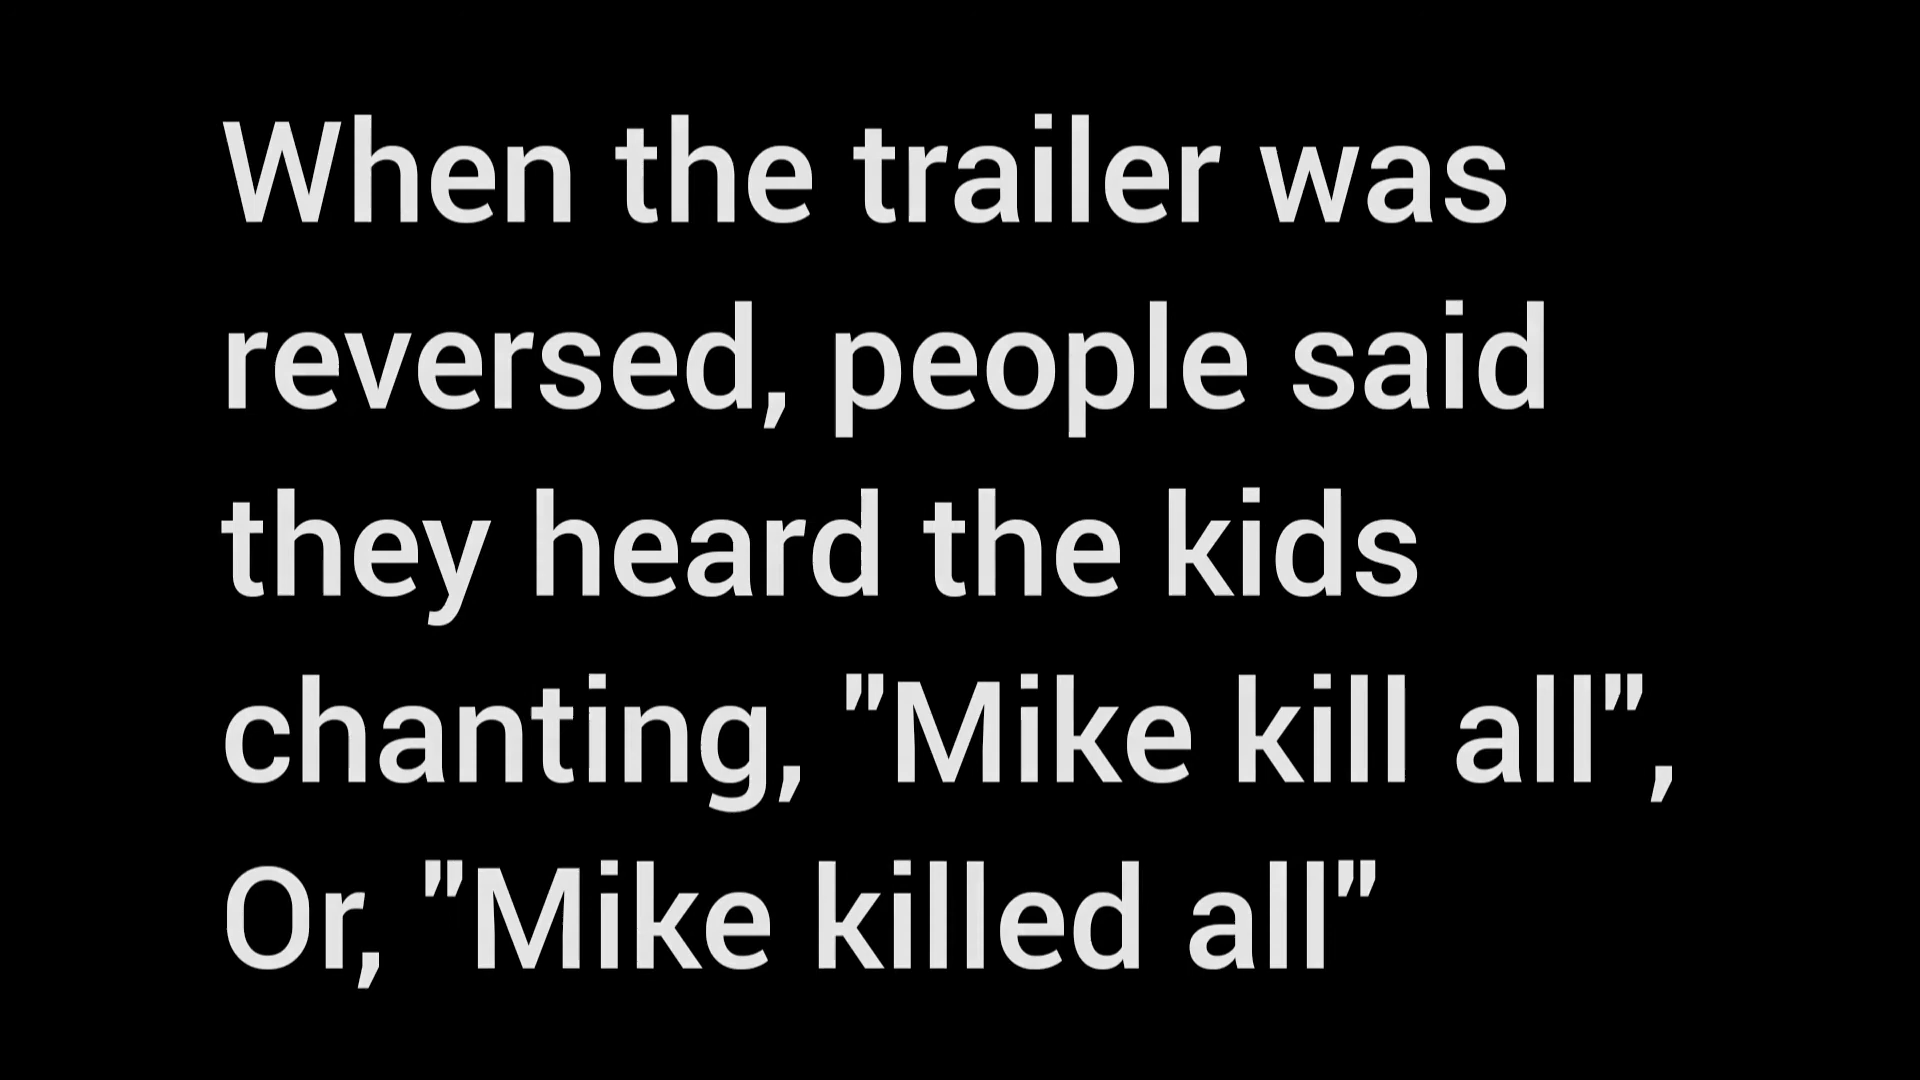 When the trailer was
reversed, people said
they heard the kids
chanting, "Mike kill all",
Or, "Mike killed all"